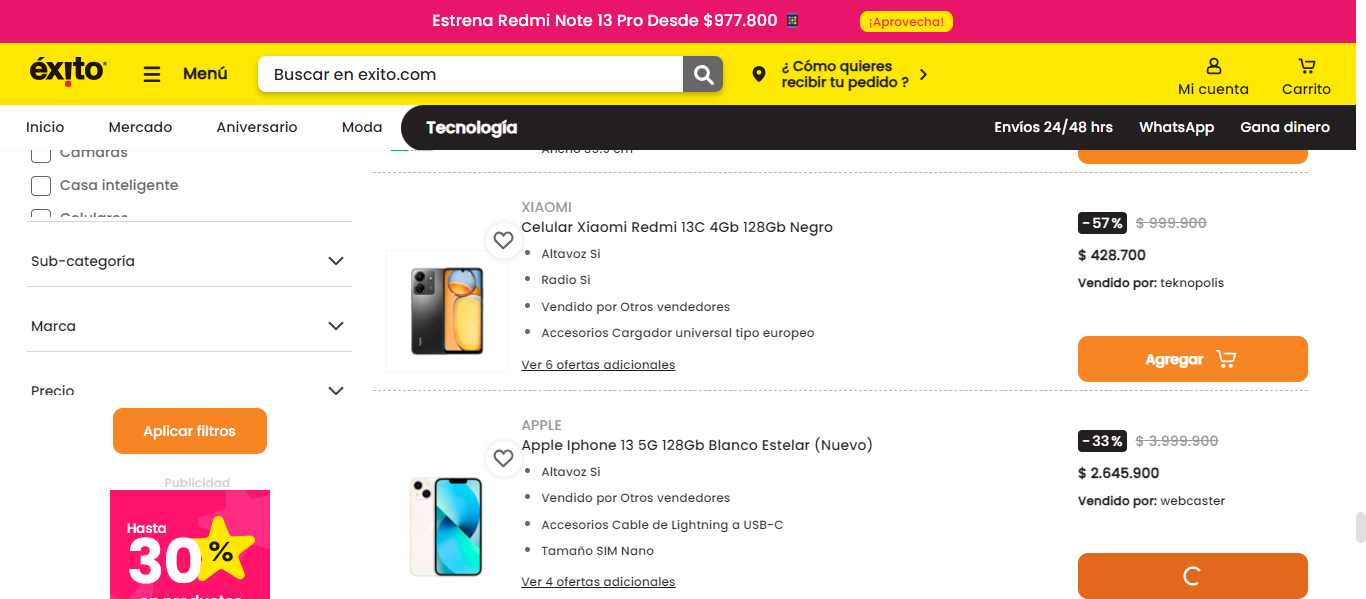 Estrena Redmi Note 13 Pro Desde $977.800
¡Aprovecha!
éxito
Menú
Buscar en exito.com
¿ Cómo quieres
recibir tu pedido ?
Mi cuenta
Carrito
Inicio
Mercado
Aniversario
Moda
Tecnología
Envíos 24/48 hrs
WhatsApp
Gana dinero
Cámaras
Casa inteligente
Celulares
Sub-categoría
Marca
Precio
Aplicar filtros
Publicidad
Hasta
30%
en productos
Ancho 55.5 cm
XIAOMI
Celular Xiaomi Redmi 13C 4Gb 128Gb Negro
Altavoz Si
Radio Si
Vendido por Otros vendedores
Accesorios Cargador universal tipo europeo
Ver 6 ofertas adicionales
-57% $ 999.900
$ 428.700
Vendido por: teknopolis
Agregar
APPLE
Apple Iphone 13 5G 128Gb Blanco Estelar (Nuevo)
Altavoz Si
Vendido por Otros vendedores
Accesorios Cable de Lightning a USB-C
Tamaño SIM Nano
Ver 4 ofertas adicionales
-33% $ 3.999.900
$ 2.645.900
Vendido por: webcaster